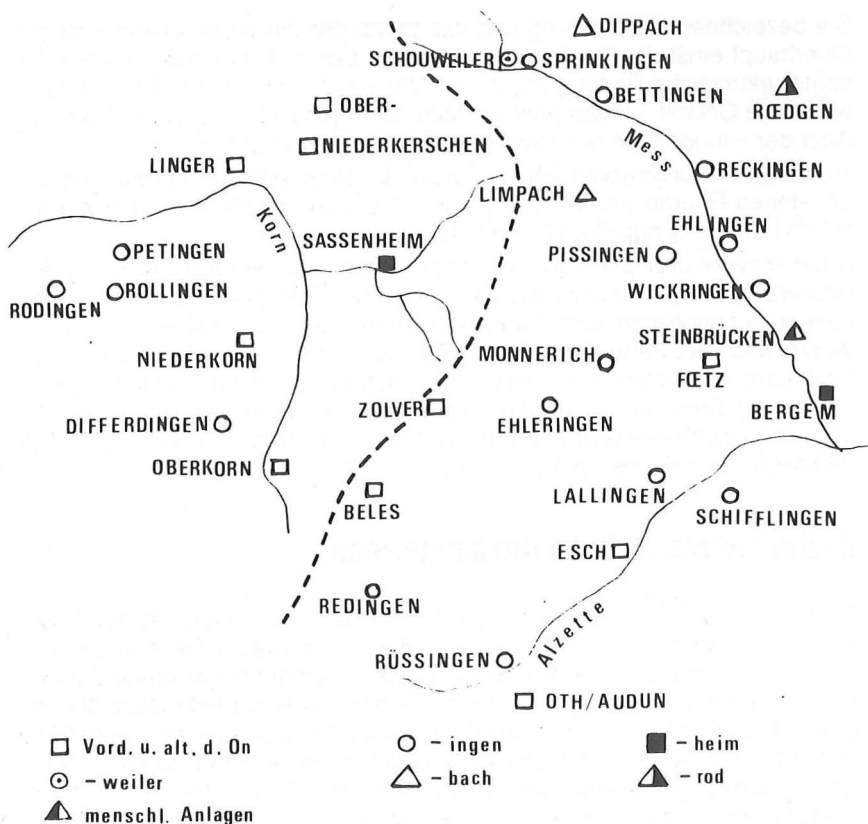 DIPPACH
SCHOUWEILER
SPRINKINGEN
BETTINGEN
RŒDGEN
OBER-
NIEDERKERSCHEN
Mess
LINGER
RECKINGEN
LIMPACH
Korn
EHLINGEN
PETINGEN
SASSENHEIM
PISSINGEN
RODINGEN
ROLLINGEN
WICKRINGEN
NIEDERKORN
MONNERICH
STEINBRÜCKEN
FŒTZ
ZOLVER
BERGEM
DIFFERDINGEN
EHLERINGEN
OBERKORN
LALLINGEN
BELES
SCHIFFLINGEN
ESCH
REDINGEN
Alzette
RÜSSINGEN
OTH/AUDUN
Vord. u. alt. d. On
- ingen
- heim
- weiler
- bach
- rod
menschl. Anlagen